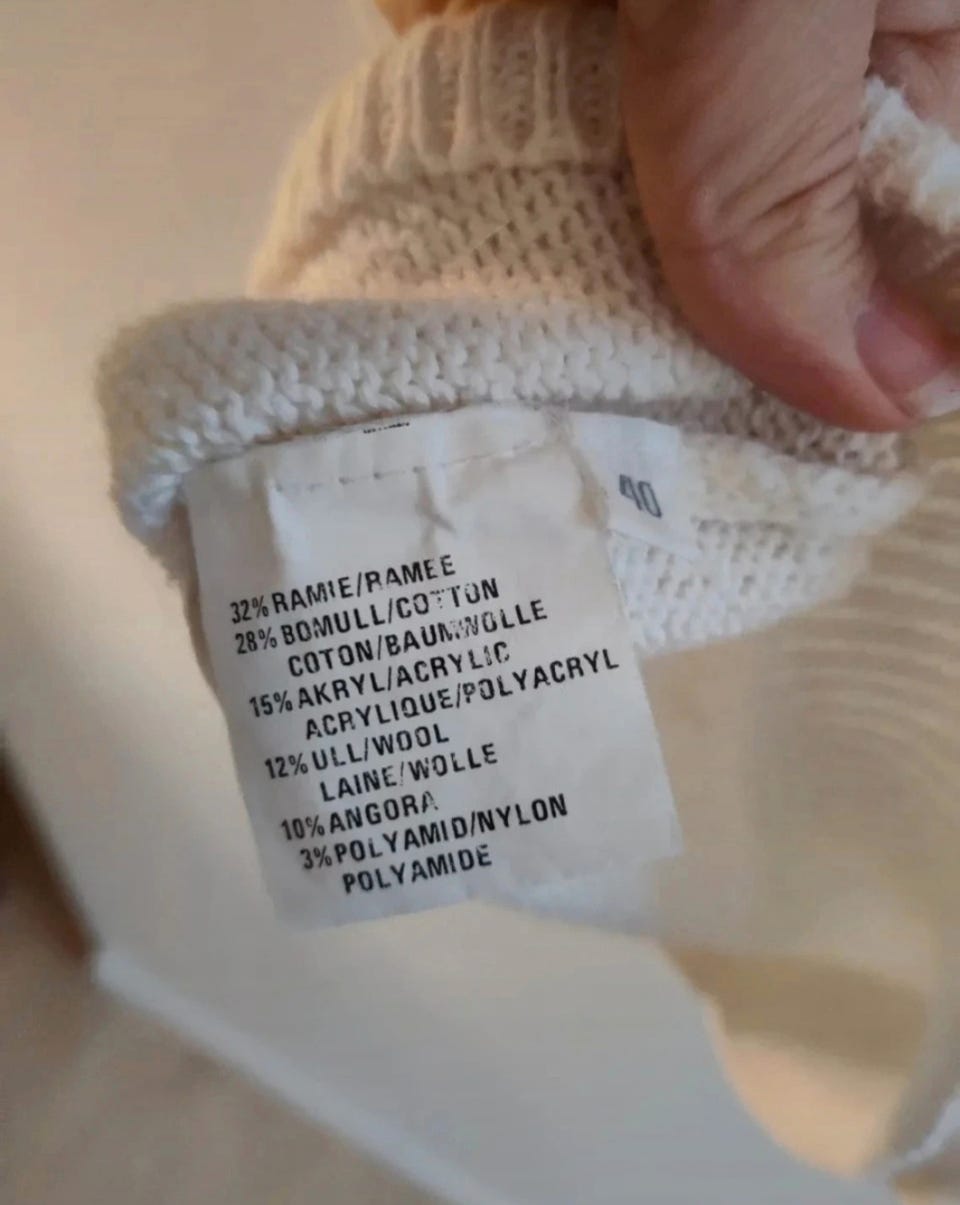 40
32% RAMIE/RAMEE
28% BOMULL/COTTON
COTON/BAUMWOLLE
15% AKRYL/ACRYLIC
ACRYLIQUE/POLYACRYL
12% ULL/WOOL
LAINE/WOLLE
10% ANGORA
3% POLYAMID/NYLON
POLYAMIDE